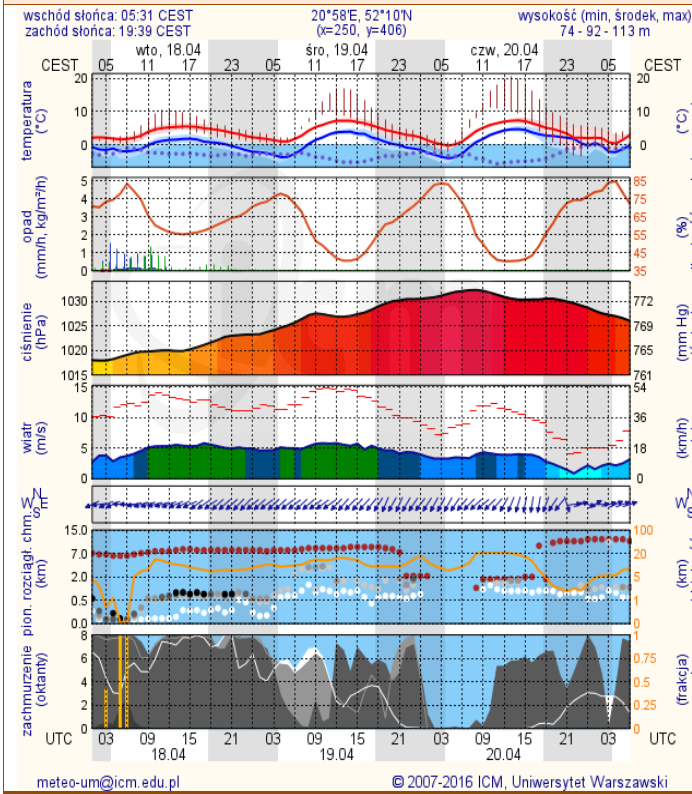 wschód słońca: 05:31 CEST 20°58'E, 52°10'N wysokość (min, środek, max)
zachód słońca: 19:39 CEST (x=250, y=406) 74 - 92 - 113 m
wto, 18.04 śro, 19.04 czw, 20.04
CEST 05 11 17 23 05 11 17 23 05 11 17 23 05 CEST
temperatura (°C)
20 10 0
20 10 0
opad (mm/h, kg/m²/h)
5 4 3 2 1 0
85 75 65 55 45 35
(%)
ciśnienie (hPa)
1030 1025 1020 1015
772 769 765 761
(mm Hg)
wiatr (m/s)
15 10 5 0
54 36 18 0
(km/h)
N W E S
N W S
pion. rozciągł. chm (km)
15.0 7.0 2.0 0.5 0.0
100 20 5 1 0
zachmurzenie (oktanty)
8 6 4 2 0
1 0.75 0.5 0.25 0
(frakcja)
UTC 03 09 15 21 03 09 15 21 03 09 15 21 03 UTC
18.04 19.04 20.04
meteo-um@icm.edu.pl © 2007-2016 ICM, Uniwersytet Warszawski